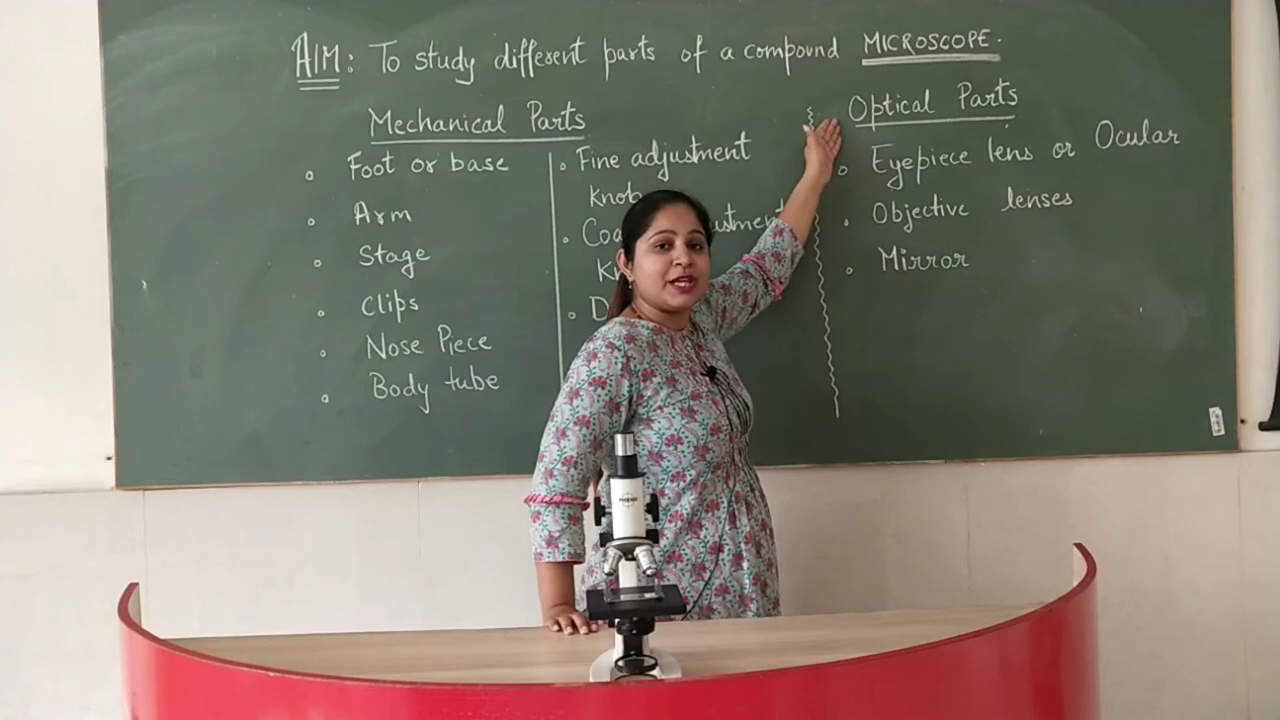 AIM: To study different parts of a compound MICROSCOPE.
Mechanical Parts
Foot or base
Arm
Stage
Clips
Nose Piece
Body tube
Fine adjustment
Knob
Optical Parts
Eyepiece lens or Ocular
Objective lenses
Mirror